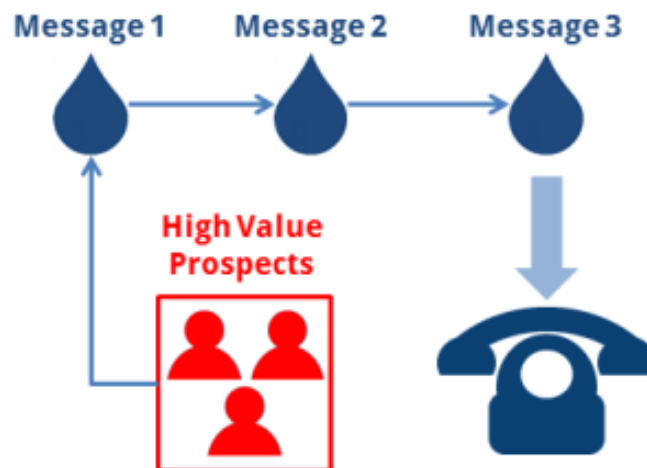 Message 1
Message 2
Message 3
High Value
Prospects